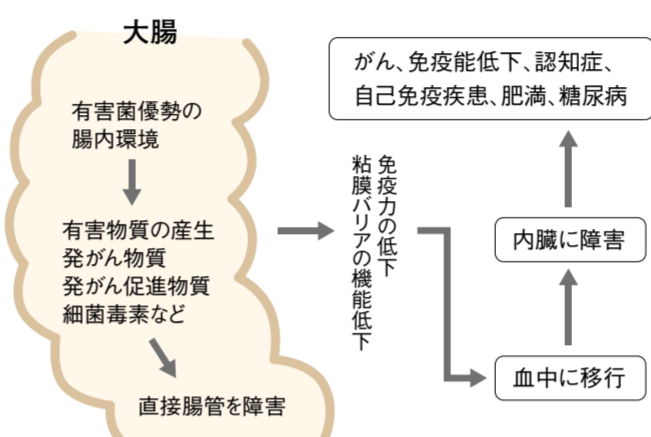 大腸
有害菌優勢の
腸内環境
有害物質の産生
発がん物質
発がん促進物質
細菌毒素など
直接腸管を障害
免疫力の低下
粘膜バリアの機能低下
血中に移行
内臓に障害
がん、免疫能低下、認知症、
自己免疫疾患、肥満、糖尿病